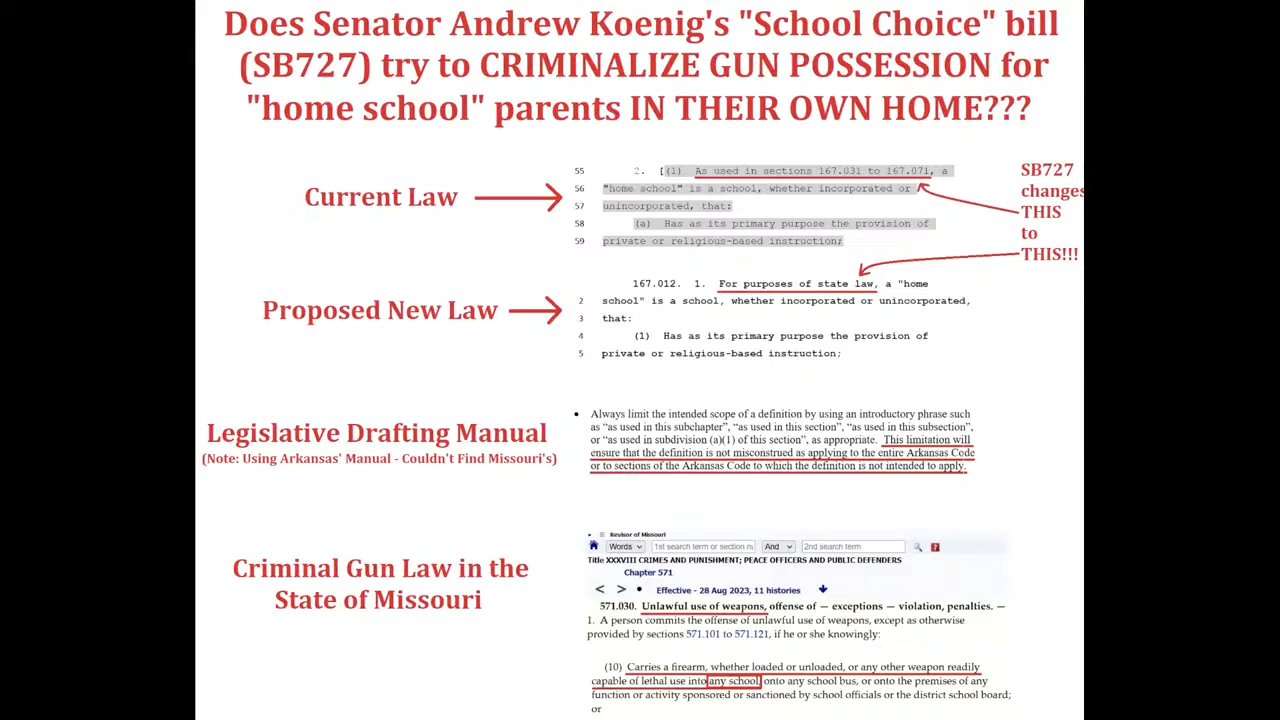 Does Senator Andrew Koenig's "School Choice" bill
(SB727) try to CRIMINALIZE GUN POSSESSION for
"home school" parents IN THEIR OWN HOME???
Current Law
55 2. [(1) As used in sections 167.031 to 167.071, a
56 "home school" is a school, whether incorporated or
57 unincorporated, that:
58 (a) Has as its primary purpose the provision of
59 private or religious-based instruction;
SB727
changes
THIS
to
THIS!!!
Proposed New Law
167.012. 1. For purposes of state law, a "home
2 school" is a school, whether incorporated or unincorporated,
3 that:
4 (1) Has as its primary purpose the provision of
5 private or religious-based instruction;
Legislative Drafting Manual
(Note: Using Arkansas' Manual - Couldn't Find Missouri's)
• Always limit the intended scope of a definition by using an introductory phrase such
as “as used in this subchapter”, “as used in this section”, “as used in this subsection”,
or “as used in subdivision (a)(1) of this section”, as appropriate. This limitation will
ensure that the definition is not misconstrued as applying to the entire Arkansas Code
or to sections of the Arkansas Code to which the definition is not intended to apply.
Criminal Gun Law in the
State of Missouri
• ≡ Revisor of Missouri
Words 1st search term or section nu And 2nd search term ?
Title XXXVIII CRIMES AND PUNISHMENT; PEACE OFFICERS AND PUBLIC DEFENDERS
Chapter 571
< > • Effective - 28 Aug 2023, 11 histories
571.030. Unlawful use of weapons, offense of — exceptions — violation, penalties. —
1. A person commits the offense of unlawful use of weapons, except as otherwise
provided by sections 571.101 to 571.121, if he or she knowingly:
(10) Carries a firearm, whether loaded or unloaded, or any other weapon readily
capable of lethal use into any school, onto any school bus, or onto the premises of any
function or activity sponsored or sanctioned by school officials or the district school board;
or